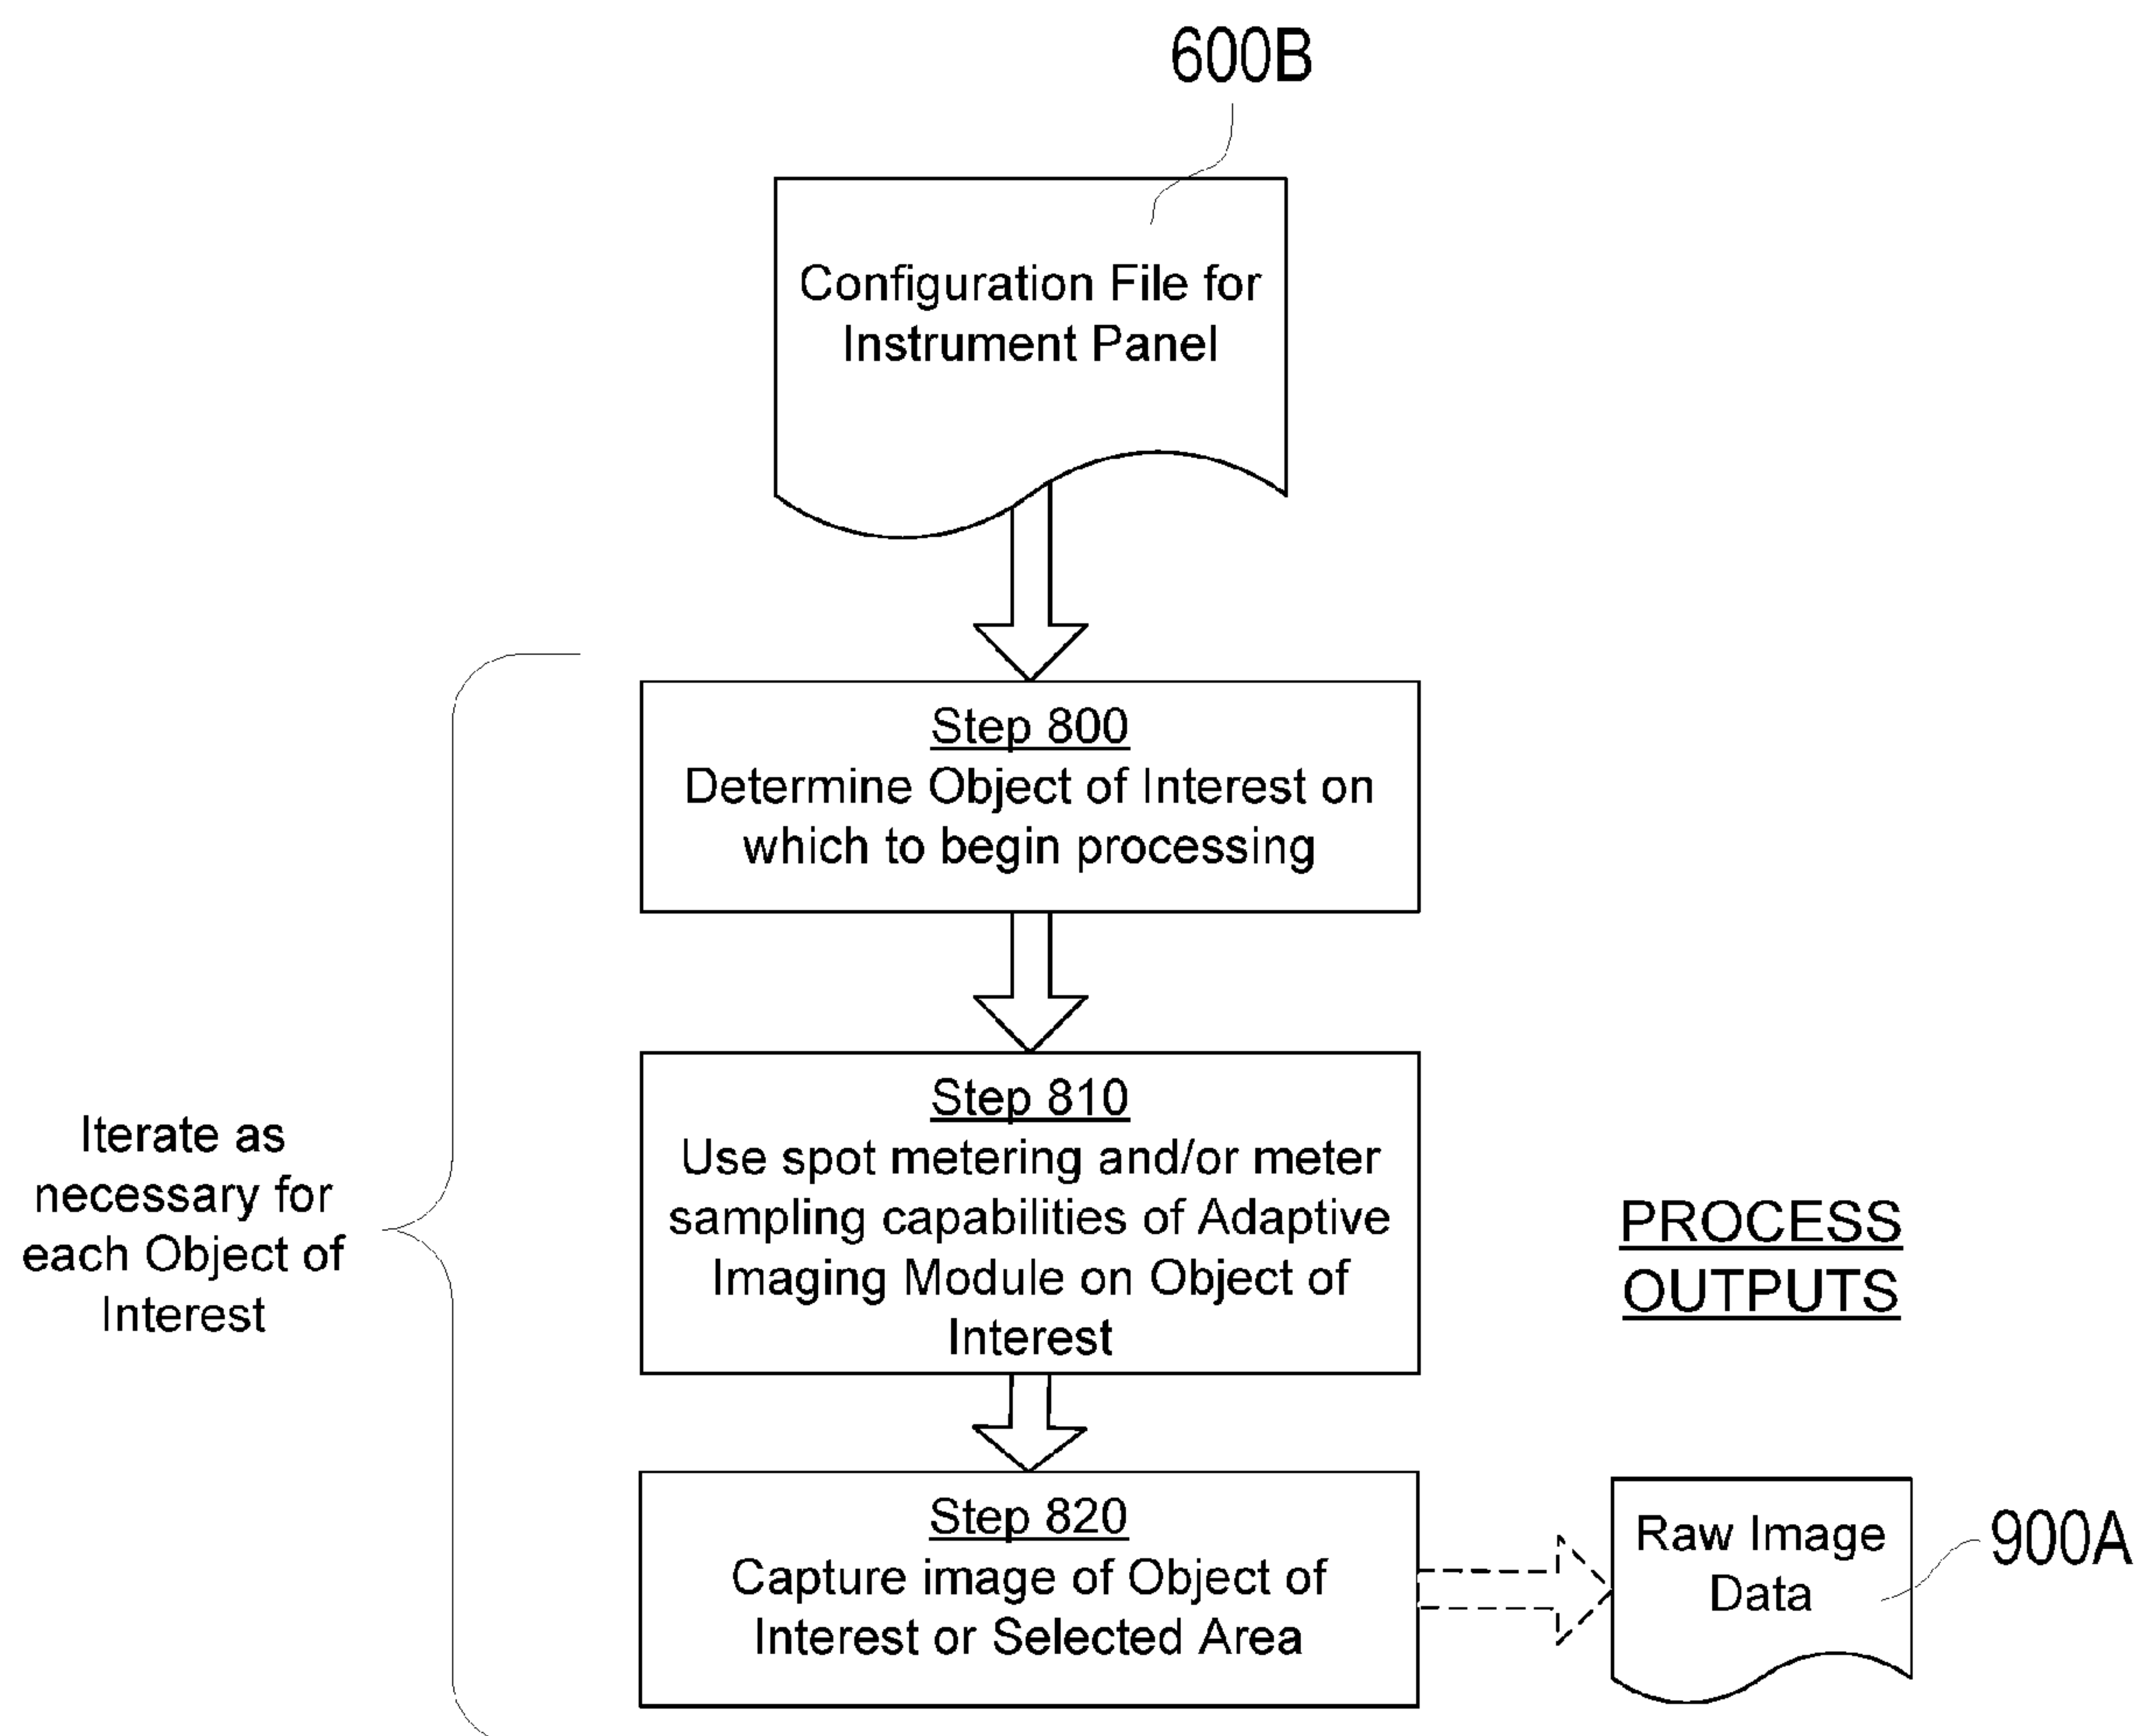 600B
Configuration File for
Instrument Panel
Step 800
Determine Object of Interest on
which to begin processing
Step 810
Use spot metering and/or meter
sampling capabilities of Adaptive
Imaging Module on Object of
Interest
Iterate as
necessary for
each Object of
Interest
PROCESS
OUTPUTS
Step 820
Capture image of Object of
Interest or Selected Area
Raw Image
Data
900A